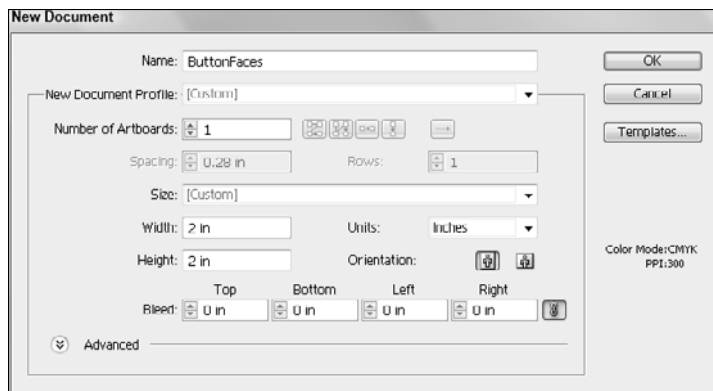 New Document
Name: ButtonFaces
OK
New Document Profile: [Custom]
Cancel
Number of Artboards: 1
Templates...
Spacing: 0.28 in Rows: 1
Size: [Custom]
Width: 2 in Units: Inches
Height: 2 in Orientation:
Color Mode:CMYK
PPI:300
Top Bottom Left Right
Bleed: 0 in 0 in 0 in 0 in
Advanced